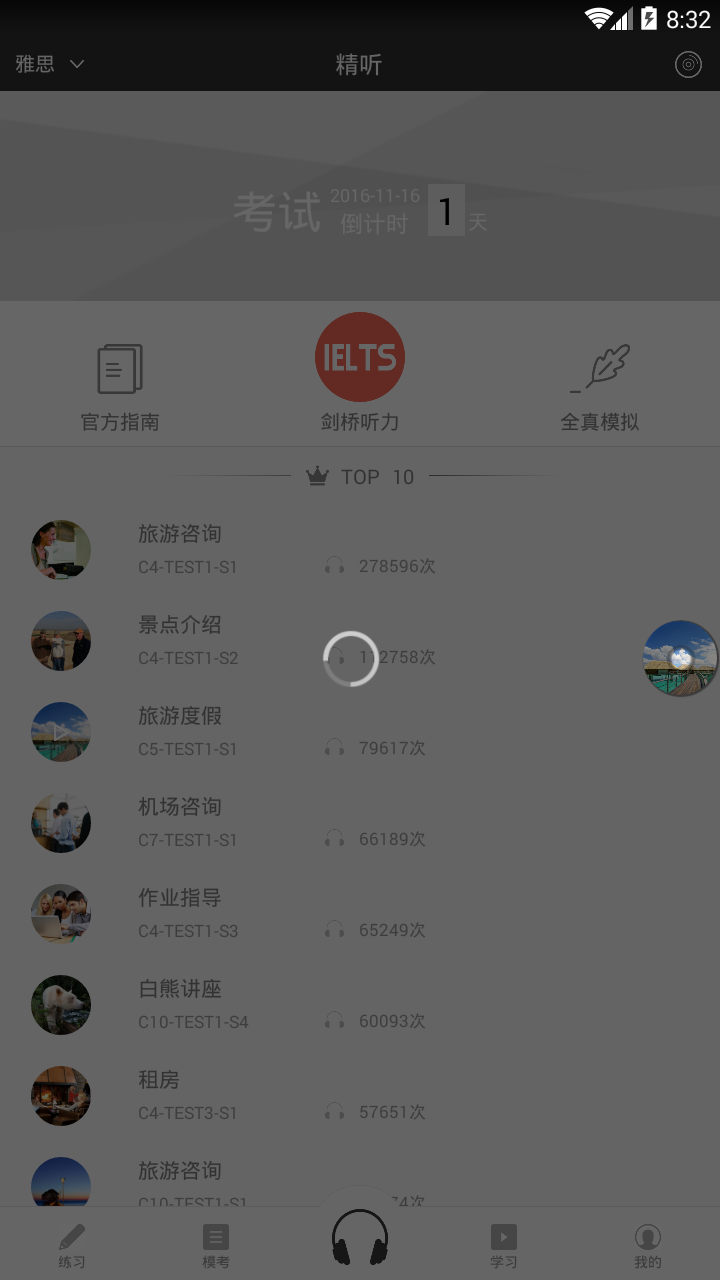 8:32
雅思
精听
考试
2016-11-16
倒计时
1
天
IELTS
官方指南
剑桥听力
全真模拟
TOP 10
旅游咨询
C4-TEST1-S1
278596次
景点介绍
C4-TEST1-S2
112758次
旅游度假
C5-TEST1-S1
79617次
机场咨询
C7-TEST1-S1
66189次
作业指导
C4-TEST1-S3
65249次
白熊讲座
C10-TEST1-S4
60093次
租房
C4-TEST3-S1
57651次
旅游咨询
C10-TEST1-S1
练习
模考
学习
我的